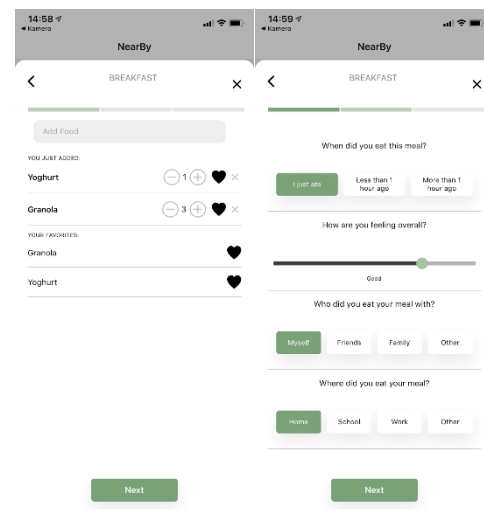 14:58
◀ Kamera
NearBy
BREAKFAST
Add Food
YOU JUST ADDED:
Yoghurt
1
Granola
3
YOUR FAVORITES:
Granola
Yoghurt
Next
14:59
◀ Kamera
NearBy
BREAKFAST
When did you eat this meal?
I just ate
Less than 1
hour ago
More than 1
hour ago
How are you feeling overall?
Good
Who did you eat your meal with?
Myself
Friends
Family
Other
Where did you eat your meal?
Home
School
Work
Other
Next